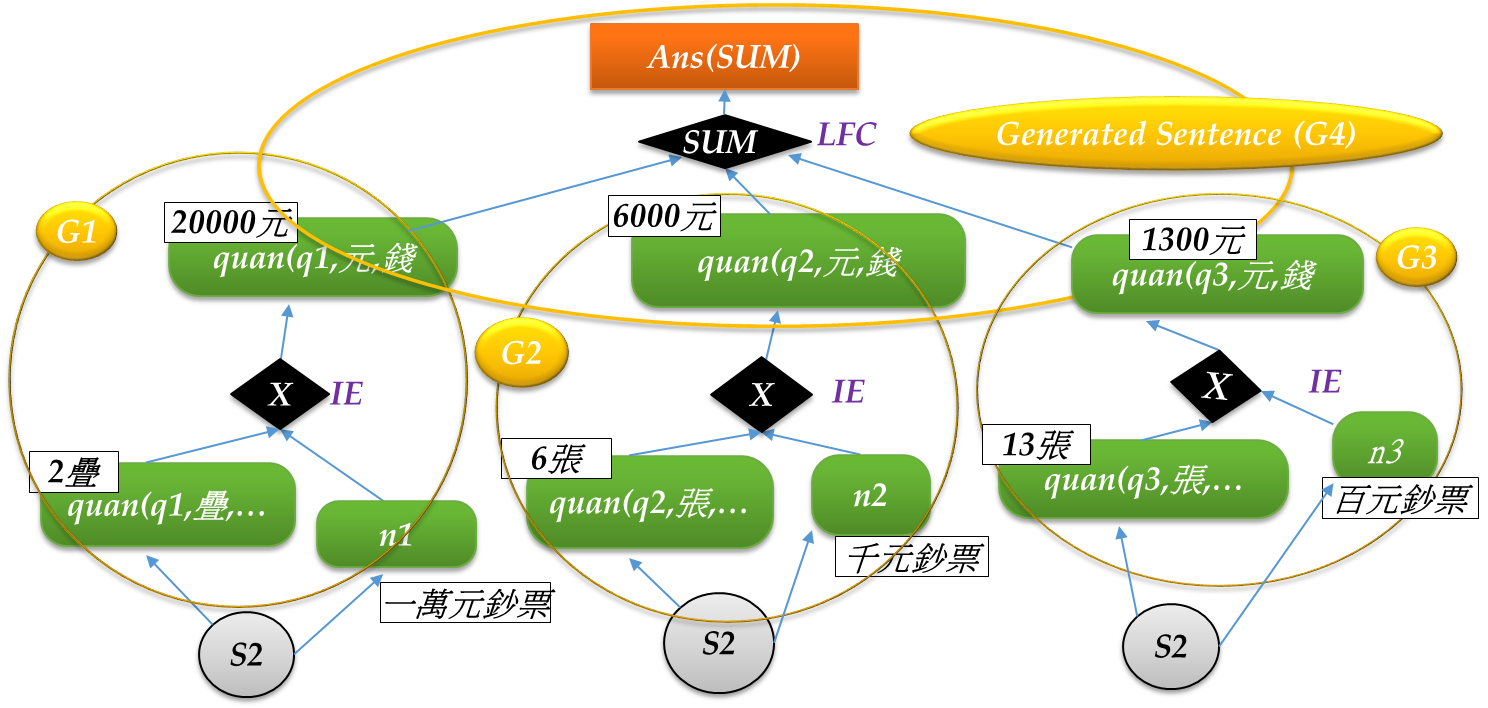 Ans(SUM)
SUM
LFC
Generated Sentence (G4)
G1
20000元
quan(q1,元,錢
6000元
quan(q2,元,錢
1300元
quan(q3,元,錢
G3
G2
X
IE
X
IE
X
IE
2疊
quan(q1,疊,...
n1
一萬元鈔票
6張
quan(q2,張,...
n2
千元鈔票
13張
quan(q3,張,...
n3
百元鈔票
S2
S2
S2